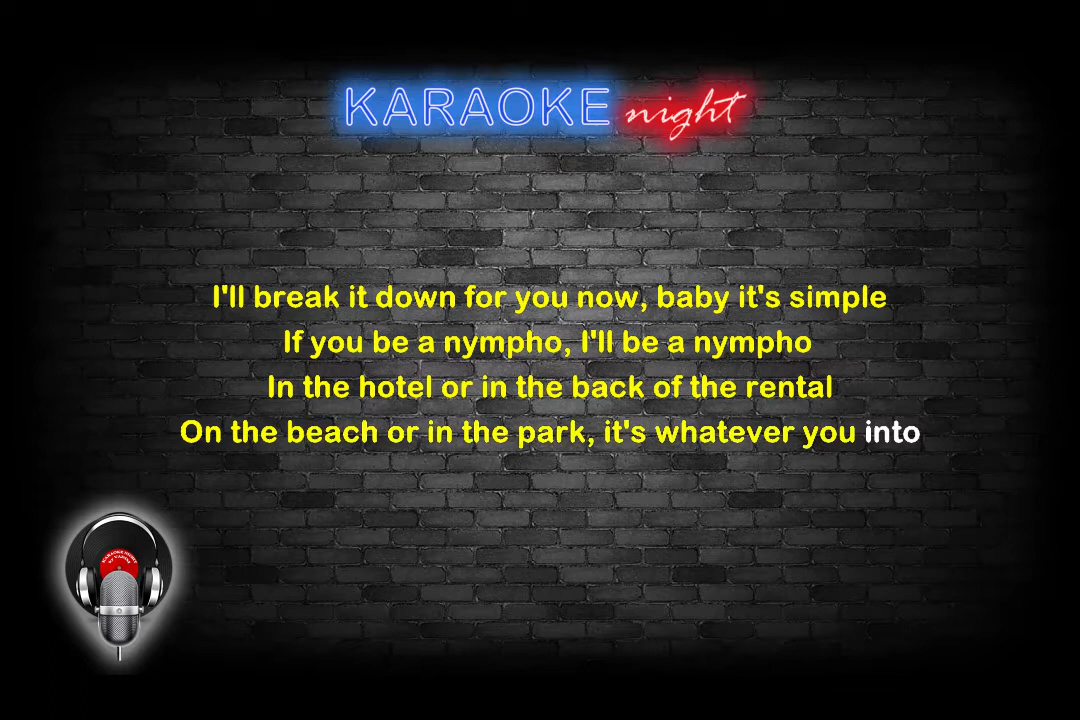 KARAOKE night
I'll break it down for you now, baby it's simple
If you be a nympho, I'll be a nympho
In the hotel or in the back of the rental
On the beach or in the park, it's whatever you into
KARAOKE NIGHT